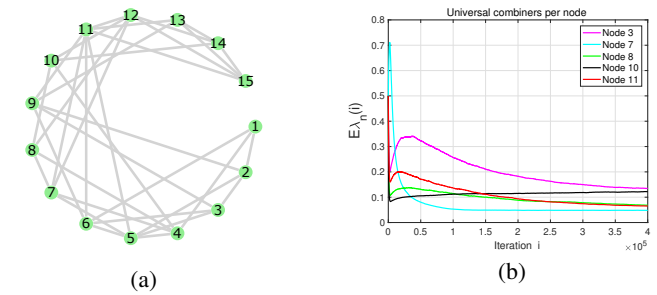 12
13
11
14
10
15
9
1
8
2
7
3
6
4
5
(a)
Universal combiners per node
0.8
0.7
0.6
0.5
0.4
0.3
0.2
0.1
0
Eλn(i)
Node 3
Node 7
Node 8
Node 10
Node 11
0 0.5 1 1.5 2 2.5 3 3.5 4
Iteration i
×10⁵
(b)